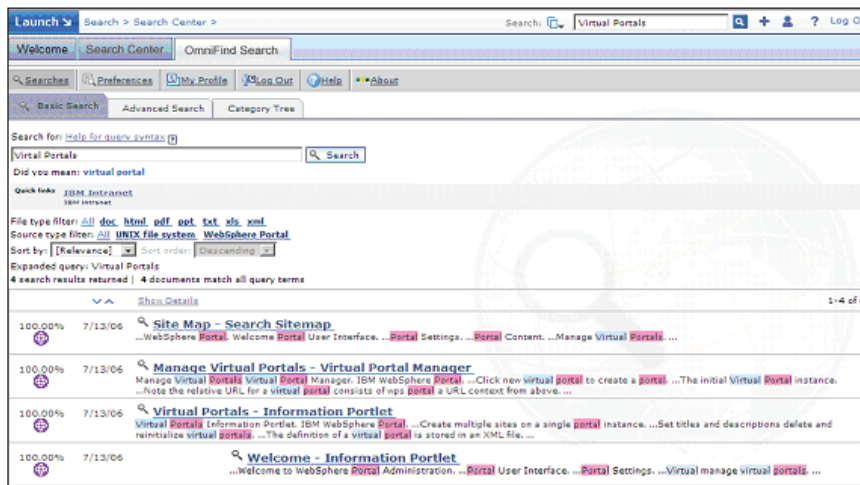 Launch Search > Search Center > Search: Virtual Portals ? Log O
Welcome Search Center OmniFind Search
Searches Preferences My Profile Log Out Help About
Basic Search Advanced Search Category Tree
Search for: Help for query syntax
Virtal Portals Search
Did you mean: virtual portal
Quick links IBM Intranet
IBM Intranet
File type filter: All doc html pdf ppt txt xls xml
Source type filter: All UNIX file system WebSphere Portal
Sort by: [Relevance] Sort order: Descending
Expanded query: Virtual Portals
4 search results returned | 4 documents match all query terms
Show Details 1-4 of
100.00% 7/13/06 Site Map - Search Sitemap
...WebSphere Portal. Welcome Portal User Interface. ...Portal Settings. ...Portal Content. ...Manage Virtual Portals. ...
100.00% 7/13/06 Manage Virtual Portals - Virtual Portal Manager
Manage Virtual Portals Virtual Portal Manager. IBM WebSphere Portal. ...Click new virtual portal to create a portal. ...The initial Virtual Portal instance.
...Note the relative URL for a virtual portal consists of wps portal a URL context from above. ...
100.00% 7/13/06 Virtual Portals - Information Portlet
Virtual Portals Information Portlet. IBM WebSphere Portal. ...Create multiple sites on a single portal instance. ...Set titles and descriptions delete and
reinitialize virtual portals. ...The definition of a virtual portal is stored in an XML file. ...
100.00% 7/13/06 Welcome - Information Portlet
...Welcome to WebSphere Portal Administration. ...Portal User Interface. ...Portal Settings. ...Virtual manage virtual portals. ...